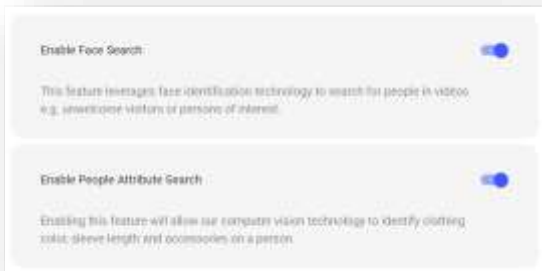 Enable Face Search
This feature leverages face identification technology to search for people in videos
e.g. unwelcome visitors or persons of interest.
Enable People Attribute Search
Enabling this feature will allow our computer vision technology to identify clothing
color, sleeve length and accessories on a person